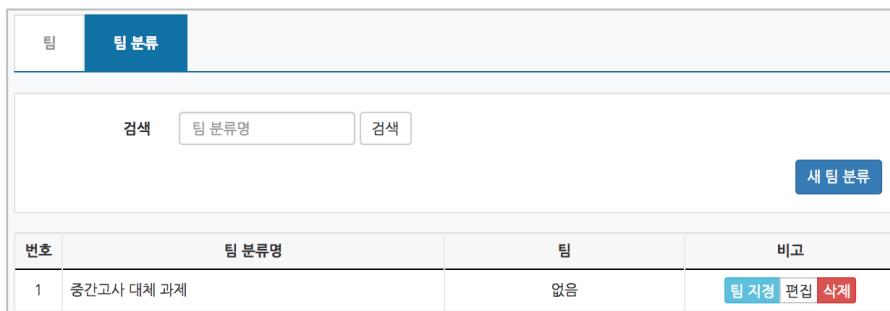 팀 팀 분류
검색 팀 분류명 검색
새 팀 분류
번호 팀 분류명 팀 비고
1 중간고사 대체 과제 없음 팀 지정 편집 삭제